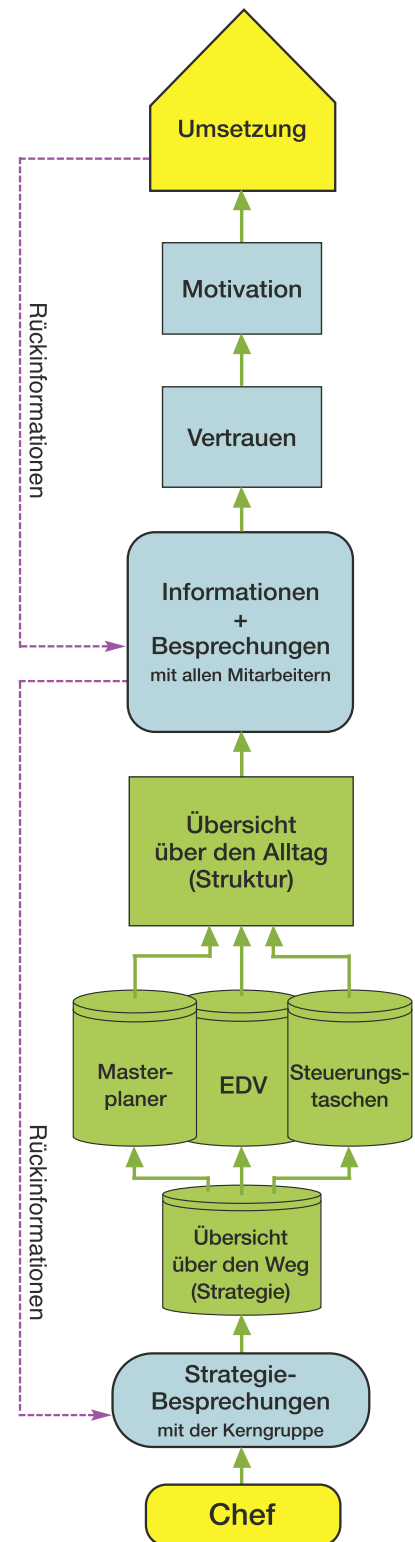 Umsetzung
Rückinformationen
Motivation
Vertrauen
Informationen
+
Besprechungen
mit allen Mitarbeitern
Übersicht
über den Alltag
(Struktur)
Master-
planer
EDV
Steuerungs-
taschen
Rückinformationen
Übersicht
über den Weg
(Strategie)
Strategie-
Besprechungen
mit der Kerngruppe
Chef